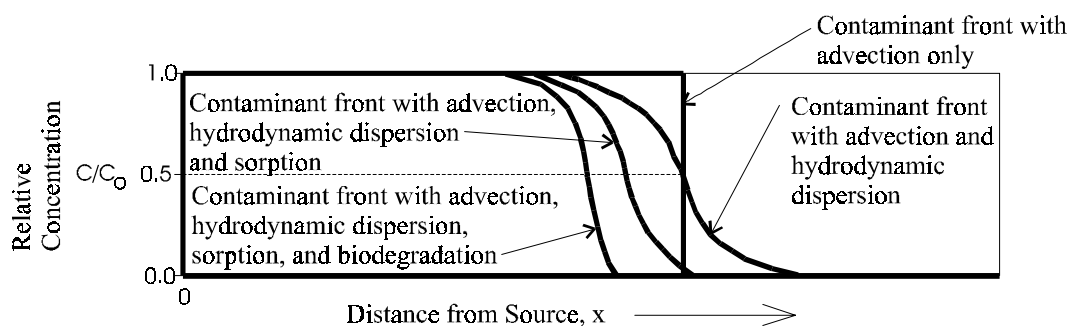 Contaminant front with
advection only
1.0
Contaminant front with advection,
hydrodynamic dispersion
and sorption
Contaminant front
with advection and
hydrodynamic
dispersion
Relative
Concentration
C/Co
0.5
Contaminant front with advection,
hydrodynamic dispersion,
sorption, and biodegradation
0.0
0
Distance from Source, x